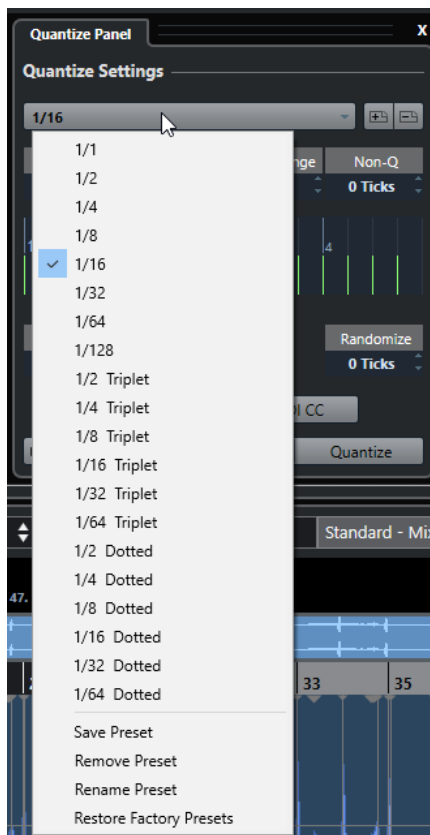 Quantize Panel
X
Quantize Settings
1/16
1/1
1/2
1/4
1/8
1/16
1/32
1/64
1/128
1/2 Triplet
1/4 Triplet
1/8 Triplet
1/16 Triplet
1/32 Triplet
1/64 Triplet
1/2 Dotted
1/4 Dotted
1/8 Dotted
1/16 Dotted
1/32 Dotted
1/64 Dotted
Save Preset
Remove Preset
Rename Preset
Restore Factory Presets
Non-Q
0 Ticks
4
Randomize
0 Ticks
CC
Quantize
Standard -
47.
33
35